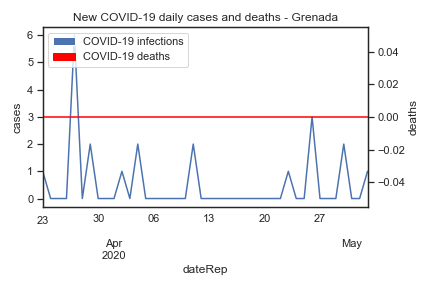 New COVID-19 daily cases and deaths - Grenada
COVID-19 infections
COVID-19 deaths
6
5
4
3
2
1
0
cases
0.04
0.02
0.00
−0.02
−0.04
deaths
23 30 06 13 20 27
Apr May
2020
dateRep